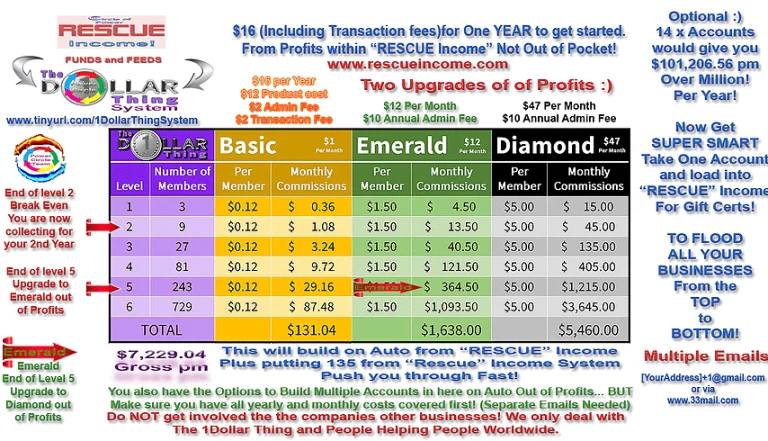 Circle of
Power
RESCUE
Income!
FUNDS and FEEDS
The
DOLLAR
Thing
System
www.tinyurl.com/1DollarThingSystem
$16 (Including Transaction fees)for One YEAR to get started.
From Profits within “RESCUE Income” Not Out of Pocket!
www.rescueincome.com
$16 per Year
$12 Product cost
$2 Admin Fee
$2 Transaction Fee
Two Upgrades of of Profits :)
$12 Per Month
$10 Annual Admin Fee
$47 Per Month
$10 Annual Admin Fee
Optional :)
14 x Accounts
would give you
$101,206.56 pm
Over Million!
Per Year!
Now Get
SUPER SMART
Take One Account
and load into
“RESCUE” Income
For Gift Certs!
TO FLOOD
ALL YOUR
BUSINESSES
From the
TOP
to
BOTTOM!
Multiple Emails
[YourAddress]+1@gmail.com
or via
www.33mail.com
Power
Circle
Team
End of level 2
Break Even
You are now
collecting for
your 2nd Year
End of level 5
Upgrade to
Emerald out
of Profits
Emerald
Emerald
End of Level 5
Upgrade to
Diamond out
of Profits
The DOLLAR Thing Basic $1 Per Month Emerald $12 Per Month Diamond $47 Per Month
Level Number of Members Per Member Monthly Commissions Per Member Monthly Commissions Per Member Monthly Commissions
1 3 $0.12 $ 0.36 $1.50 $ 4.50 $5.00 $ 15.00
2 9 $0.12 $ 1.08 $1.50 $ 13.50 $5.00 $ 45.00
3 27 $0.12 $ 3.24 $1.50 $ 40.50 $5.00 $ 135.00
4 81 $0.12 $ 9.72 $1.50 $ 121.50 $5.00 $ 405.00
5 243 $0.12 $ 29.16 Emerald $ 364.50 $5.00 $1,215.00
6 729 $0.12 $ 87.48 $1.50 $1,093.50 $5.00 $3,645.00
TOTAL $131.04 $1,638.00 $5,460.00
$7,229.04
Gross pm
This will build on Auto from “RESCUE” Income
Plus putting 135 from “Rescue” Income System
Push you through Fast!
You also have the Options to Build Multiple Accounts in here on Auto Out of Profits... BUT
Make sure you have all yearly and monthly costs covered first! (Separate Emails Needed)
Do NOT get involved the the companies other businesses! We only deal with
The 1Dollar Thing and People Helping People Worldwide.